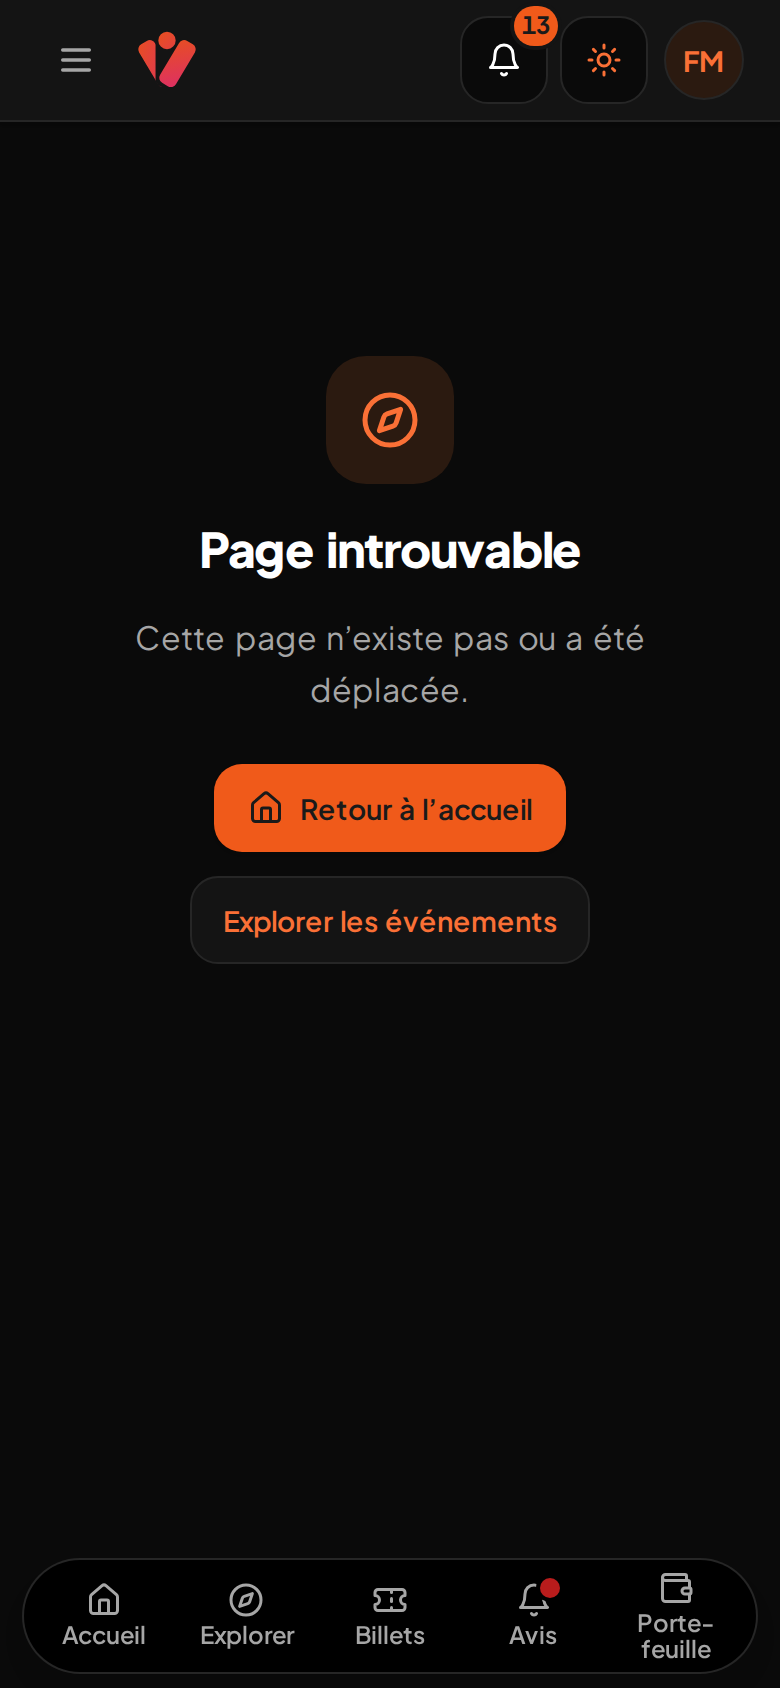 13
FM
Page introuvable
Cette page n’existe pas ou a été
déplacée.
Retour à l’accueil
Explorer les événements
Accueil
Explorer
Billets
Avis
Porte-
feuille